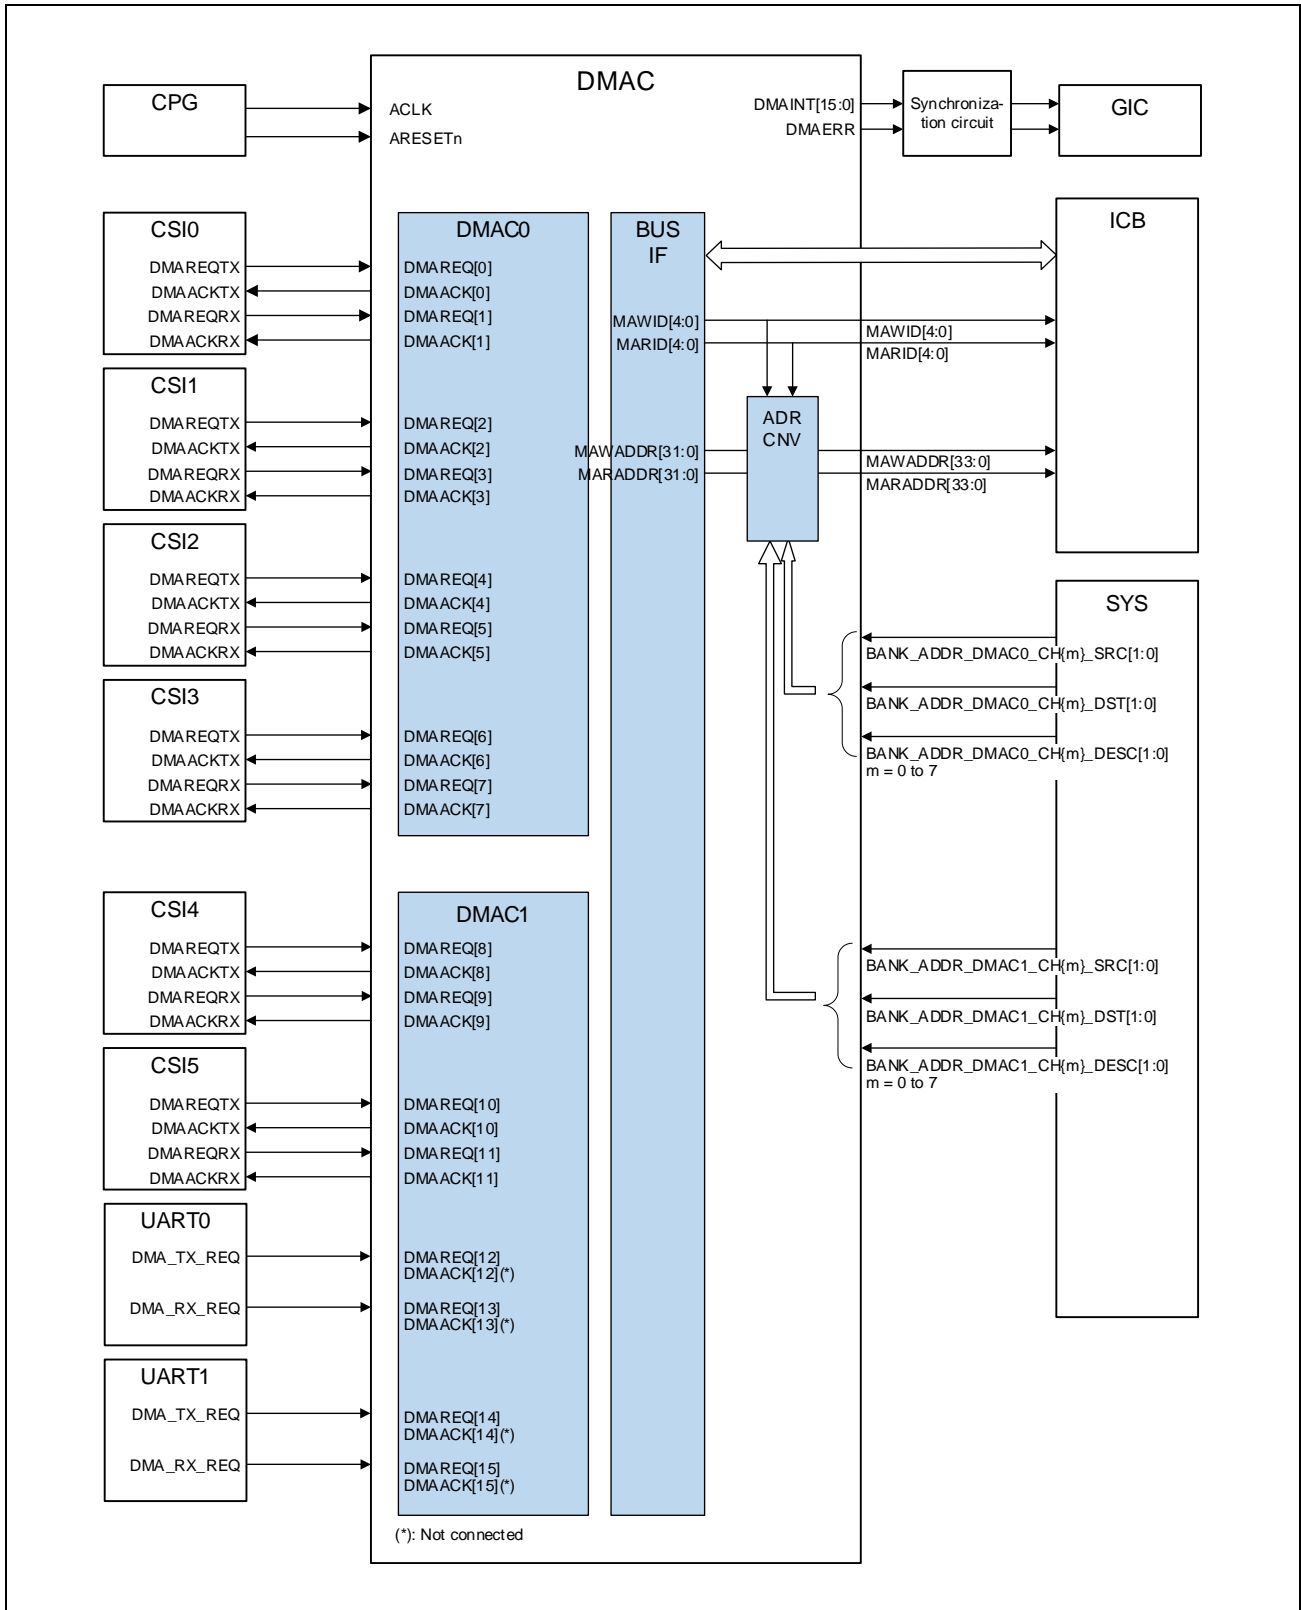 DMAC
CPG
ACLK
ARESETn
DMAINT[15:0]
DMAERR
Synchroniza-
tion circuit
GIC
CSI0
DMAREQTX
DMAACKTX
DMAREQRX
DMAACKRX
CSI1
DMAREQTX
DMAACKTX
DMAREQRX
DMAACKRX
CSI2
DMAREQTX
DMAACKTX
DMAREQRX
DMAACKRX
CSI3
DMAREQTX
DMAACKTX
DMAREQRX
DMAACKRX
CSI4
DMAREQTX
DMAACKTX
DMAREQRX
DMAACKRX
CSI5
DMAREQTX
DMAACKTX
DMAREQRX
DMAACKRX
UART0
DMA_TX_REQ
DMA_RX_REQ
UART1
DMA_TX_REQ
DMA_RX_REQ
DMAC0
DMAREQ[0]
DMAACK[0]
DMAREQ[1]
DMAACK[1]
DMAREQ[2]
DMAACK[2]
DMAREQ[3]
DMAACK[3]
DMAREQ[4]
DMAACK[4]
DMAREQ[5]
DMAACK[5]
DMAREQ[6]
DMAACK[6]
DMAREQ[7]
DMAACK[7]
DMAC1
DMAREQ[8]
DMAACK[8]
DMAREQ[9]
DMAACK[9]
DMAREQ[10]
DMAACK[10]
DMAREQ[11]
DMAACK[11]
DMAREQ[12]
DMAACK[12](*)
DMAREQ[13]
DMAACK[13](*)
DMAREQ[14]
DMAACK[14](*)
DMAREQ[15]
DMAACK[15](*)
(*): Not connected
BUS
IF
MAWID[4:0]
MARID[4:0]
MAWADDR[31:0]
MARADDR[31:0]
ADR
CNV
ICB
MAWID[4:0]
MARID[4:0]
MAWADDR[33:0]
MARADDR[33:0]
SYS
BANK_ADDR_DMAC0_CH{m}_SRC[1:0]
BANK_ADDR_DMAC0_CH{m}_DST[1:0]
BANK_ADDR_DMAC0_CH{m}_DESC[1:0]
m = 0 to 7
BANK_ADDR_DMAC1_CH{m}_SRC[1:0]
BANK_ADDR_DMAC1_CH{m}_DST[1:0]
BANK_ADDR_DMAC1_CH{m}_DESC[1:0]
m = 0 to 7